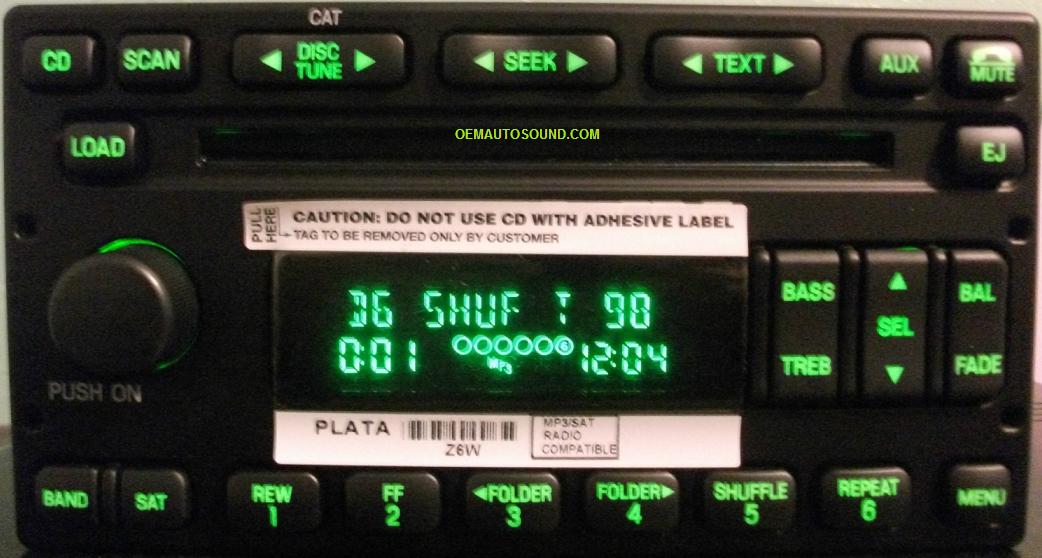 CAT
CD
SCAN
◄ DISC TUNE ►
◄ SEEK ►
◄ TEXT ►
AUX
MUTE
LOAD
OEMAUTOSOUND.COM
EJ
PULL HERE
CAUTION: DO NOT USE CD WITH ADHESIVE LABEL
TAG TO BE REMOVED ONLY BY CUSTOMER
D6 SHUF T 98
0:01 6 12:04
MP3
BASS
▲
BAL
SEL
TREB
▼
FADE
PUSH ON
PLATA
Z6W
MP3/SAT
RADIO
COMPATIBLE
BAND
SAT
REW
1
FF
2
◄FOLDER
3
FOLDER►
4
SHUFFLE
5
REPEAT
6
MENU